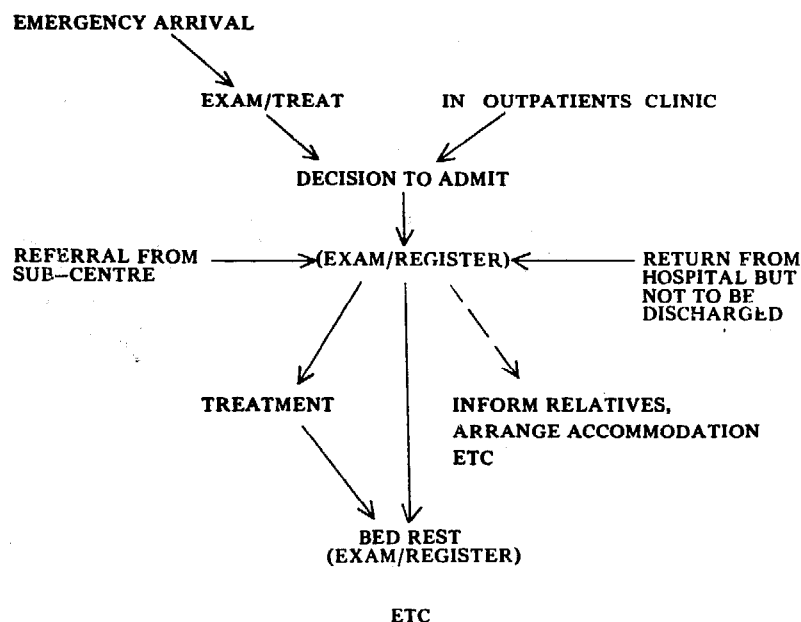 EMERGENCY ARRIVAL
EXAM/TREAT
IN OUTPATIENTS CLINIC
DECISION TO ADMIT
REFERRAL FROM
SUB-CENTRE
(EXAM/REGISTER)
RETURN FROM
HOSPITAL BUT
NOT TO BE
DISCHARGED
TREATMENT
INFORM RELATIVES,
ARRANGE ACCOMMODATION
ETC
BED REST
(EXAM/REGISTER)
ETC